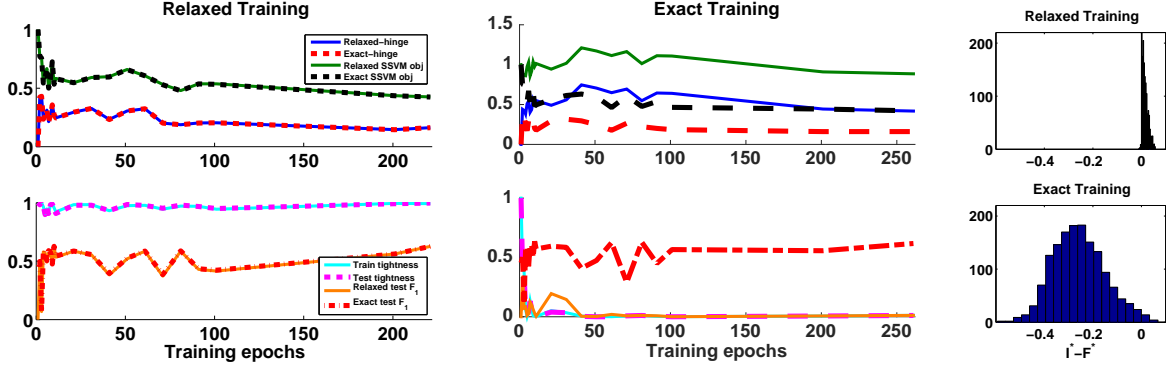 Relaxed Training
1
0.5
0
0 50 100 150 200
Relaxed-hinge
Exact-hinge
Relaxed SSVM obj
Exact SSVM obj
Exact Training
1.5
1
0.5
0
0 50 100 150 200 250
Relaxed Training
200
100
0
-0.4 -0.2 0
1
0.5
0
0 50 100 150 200
Training epochs
Train tightness
Test tightness
Relaxed test F₁
Exact test F₁
1
0.5
0
0 50 100 150 200 250
Training epochs
Exact Training
200
100
0
-0.4 -0.2 0
I*-F*